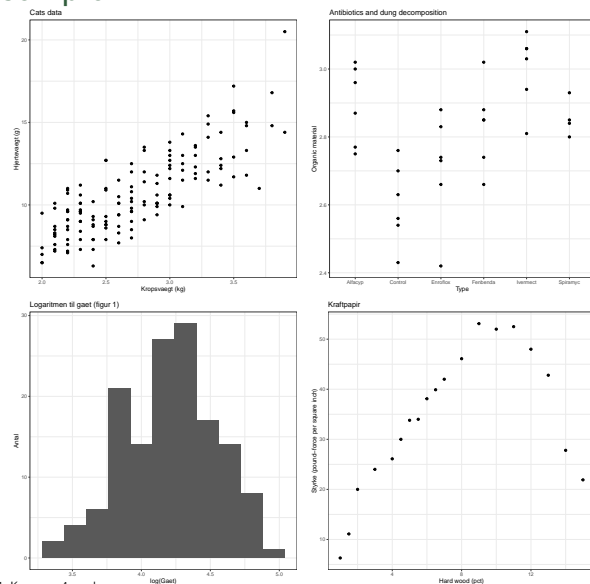 Cats data
20
15
10
Hjertevaegt (g)
2.0 2.5 3.0 3.5
Kropsvaegt (kg)
Antibiotics and dung decomposition
3.0
2.8
2.6
2.4
Organic material
Alfacyp Control Enroflox Fenbenda Ivermect Spiramyc
Type
Logaritmen til gaet (figur 1)
30
20
10
0
Antal
3.5 4.0 4.5 5.0
log(Gaet)
Kraftpapir
50
40
30
20
10
Styrke (pound-force per square inch)
4 8 12
Hard wood (pct)